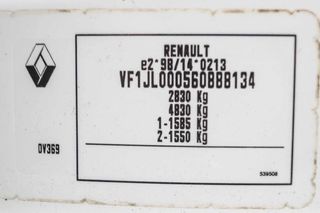 RENAULT
e2*98/14*0213
VF1JL000560888134
2830 Kg
4830 Kg
1-1585 Kg
2-1550 Kg
DV369
539508